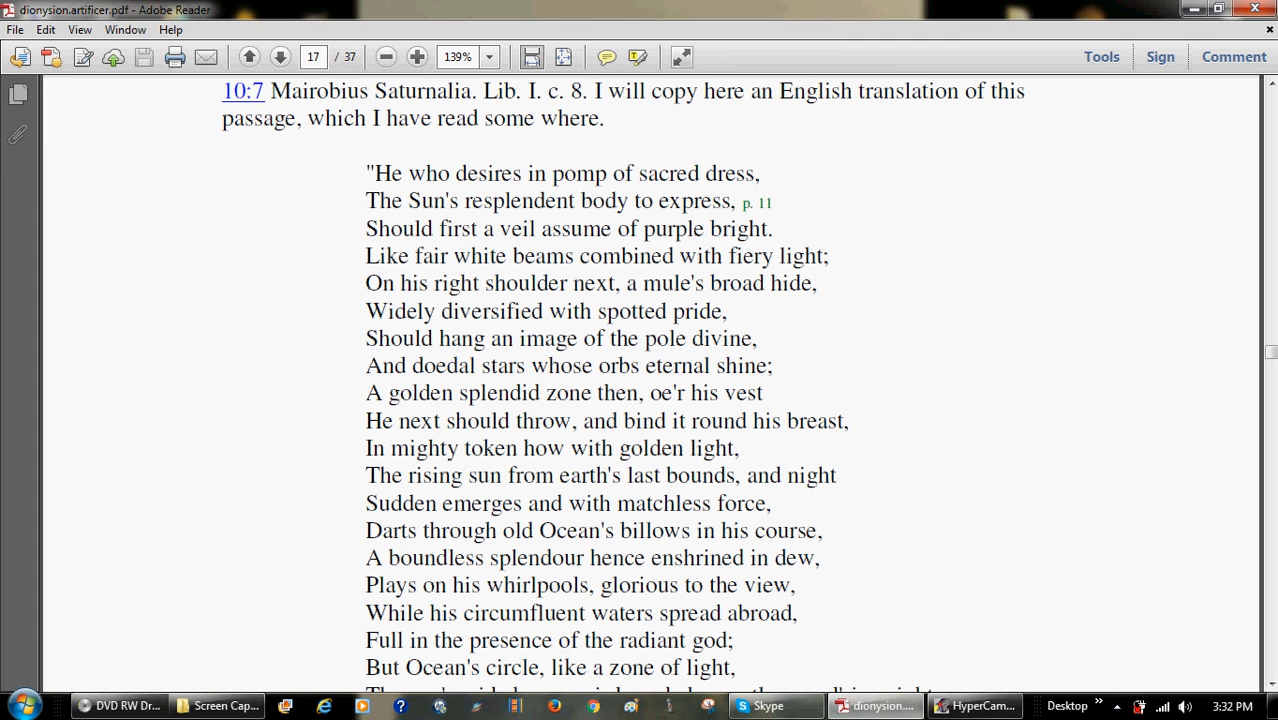 dionysion.artificer.pdf - Adobe Reader
File Edit View Window Help
17 / 37 139% Tools Sign Comment
10:7 Mairobius Saturnalia. Lib. I. c. 8. I will copy here an English translation of this
passage, which I have read some where.
"He who desires in pomp of sacred dress,
The Sun's resplendent body to express, p. 11
Should first a veil assume of purple bright.
Like fair white beams combined with fiery light;
On his right shoulder next, a mule's broad hide,
Widely diversified with spotted pride,
Should hang an image of the pole divine,
And doedal stars whose orbs eternal shine;
A golden splendid zone then, oe'r his vest
He next should throw, and bind it round his breast,
In mighty token how with golden light,
The rising sun from earth's last bounds, and night
Sudden emerges and with matchless force,
Darts through old Ocean's billows in his course,
A boundless splendour hence enshrined in dew,
Plays on his whirlpools, glorious to the view,
While his circumfluent waters spread abroad,
Full in the presence of the radiant god;
But Ocean's circle, like a zone of light,
DVD RW Dr... Screen Cap... Skype dionysion.... HyperCam... Desktop 3:32 PM